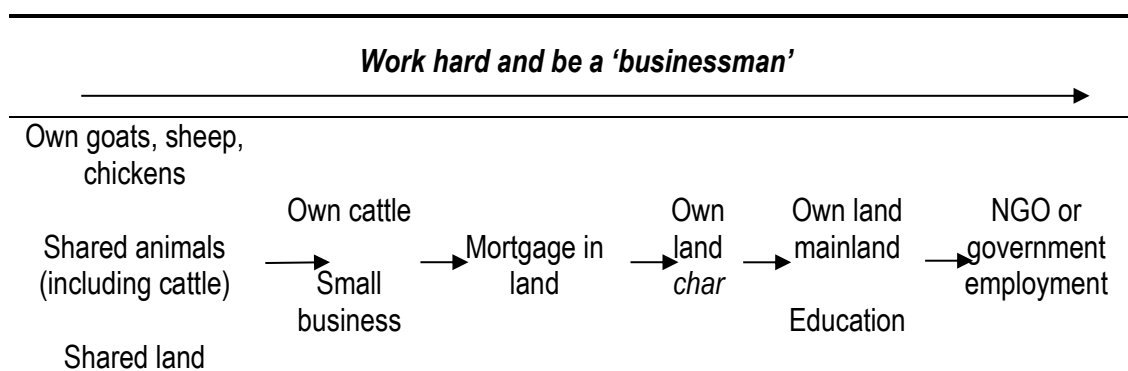 Work hard and be a ‘businessman’
Own goats, sheep,
chickens
Shared animals
(including cattle)
Shared land
Own cattle
Small
business
Mortgage in
land
Own
land
char
Own land
mainland
Education
NGO or
government
employment